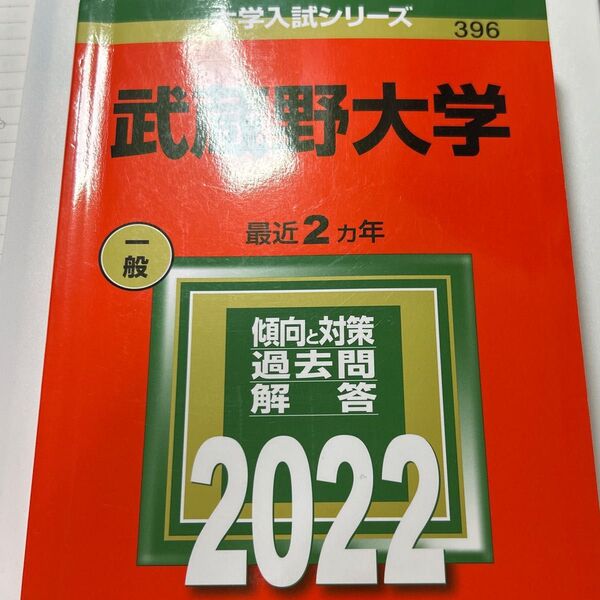 大学入試シリーズ
396
武蔵野大学
最近2カ年
一般
傾向と対策
過去問
解答
2022